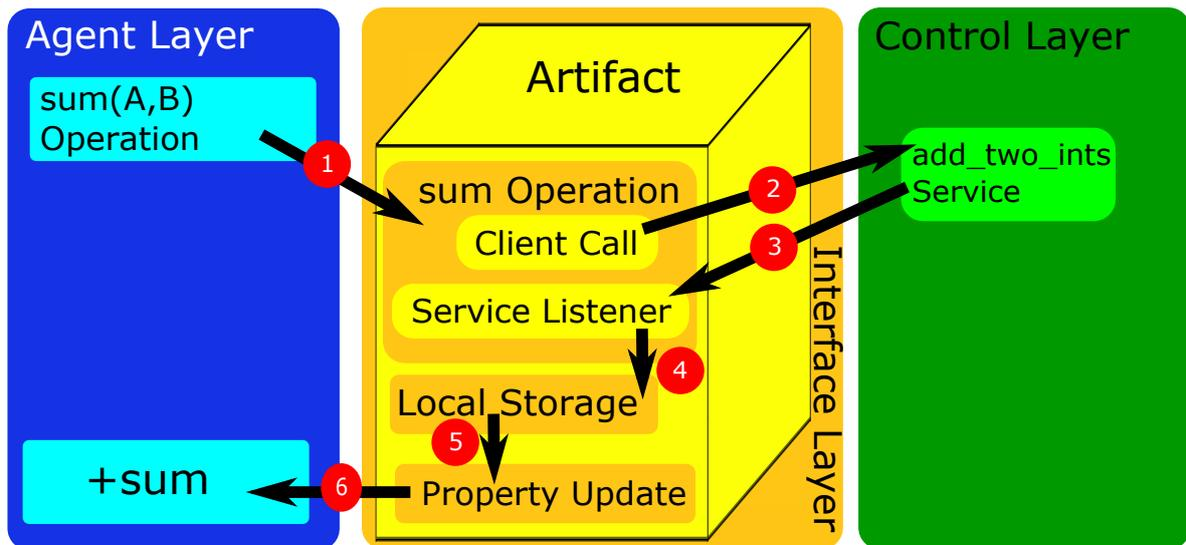 Agent Layer
sum(A,B)
Operation
1
+sum
6
Artifact
sum Operation
Client Call
Service Listener
4
Local Storage
5
Property Update
Interface Layer
2
3
Control Layer
add_two_ints
Service